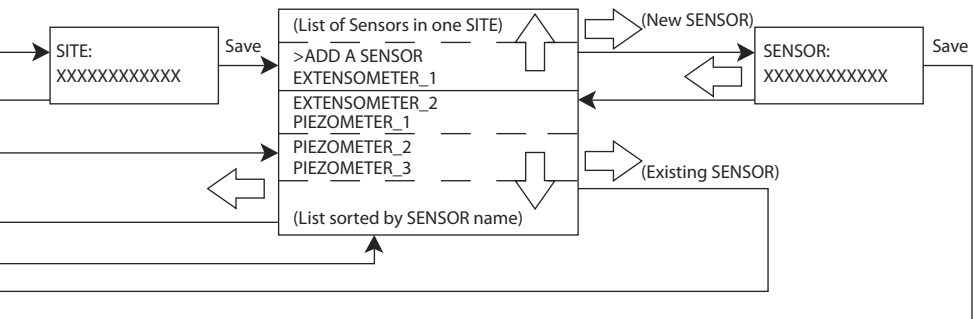 SITE:
XXXXXXXXXXXX
Save
(List of Sensors in one SITE)
>ADD A SENSOR
EXTENSOMETER_1
EXTENSOMETER_2
PIEZOMETER_1
PIEZOMETER_2
PIEZOMETER_3
(List sorted by SENSOR name)
(New SENSOR)
(Existing SENSOR)
SENSOR:
XXXXXXXXXXXX
Save